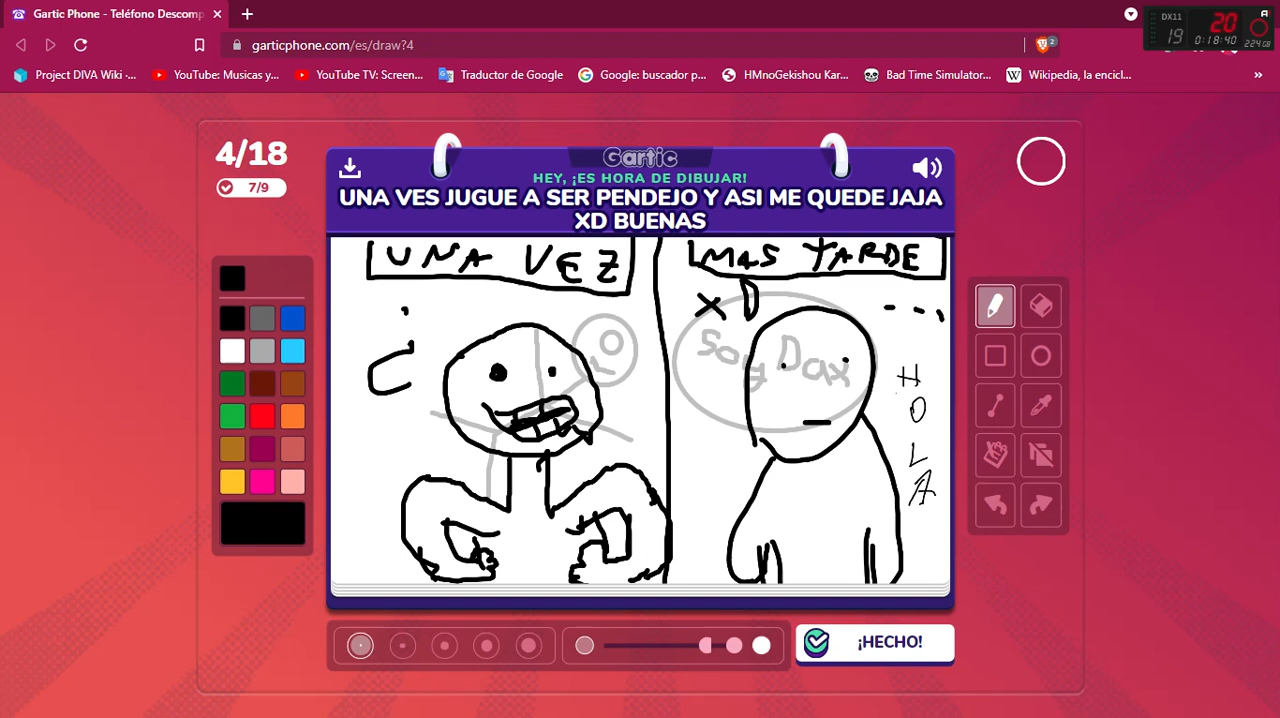 Gartic Phone - Teléfono Descomp
DX11
20
19
0:18:40
224GB
garticphone.com/es/draw?4
2
Project DIVA Wiki -...
YouTube: Musicas y...
YouTube TV: Screen...
Traductor de Google
Google: buscador p...
HMnoGekishou Kar...
Bad Time Simulator...
Wikipedia, la encicl...
4/18
7/9
Gartic
HEY, ¡ES HORA DE DIBUJAR!
UNA VES JUGUE A SER PENDEJO Y ASI ME QUEDE JAJA
XD BUENAS
UNA VEZ
MAS TARDE
XD
Soy Dax
HOLA
¡HECHO!